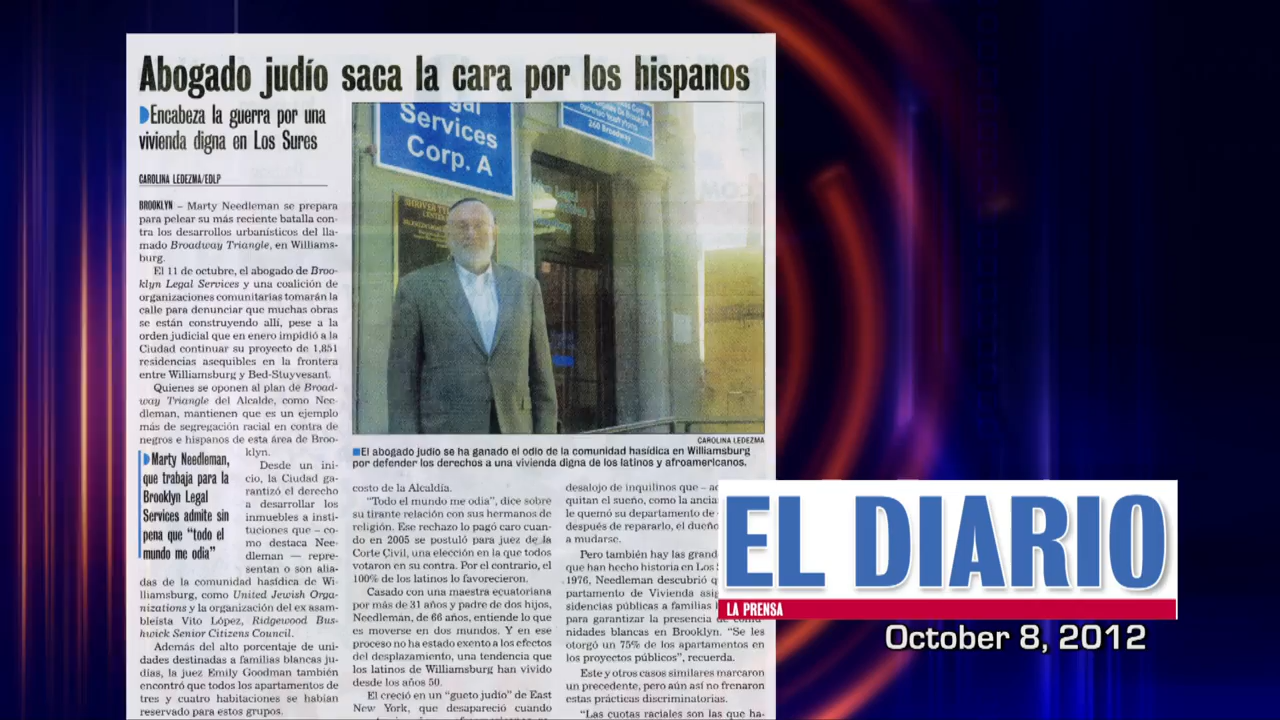 Abogado judío saca la cara por los hispanos
Encabeza la guerra por una
vivienda digna en Los Sures
CAROLINA LEDEZMA/EDLP
BROOKLYN – Marty Needleman se prepara
para pelear su más reciente batalla con-
tra los desarrollos urbanísticos del lla-
mado Broadway Triangle, en Williams-
burg.
El 11 de octubre, el abogado de Broo-
klyn Legal Services y una coalición de
organizaciones comunitarias tomarán la
calle para denunciar que muchas obras
se están construyendo allí, pese a la
orden judicial que en enero impidió a la
Ciudad continuar su proyecto de 1,851
residencias asequibles en la frontera
entre Williamsburg y Bed-Stuyvesant.
Quienes se oponen al plan de Broad-
way Triangle del Alcalde, como Nee-
dleman, mantienen que es un ejemplo
más de segregación racial en contra de
negros e hispanos de esta área de Broo-
klyn.
Marty Needleman,
que trabaja para la
Brooklyn Legal
Services admite sin
pena que “todo el
mundo me odia”
Desde un ini-
cio, la Ciudad ga-
rantizó el derecho
a desarrollar los
inmuebles a insti-
tuciones que – co-
mo destaca Nee-
dleman — repre-
sentan o son alia-
das de la comunidad hasídica de Wi-
lliamsburg, como United Jewish Orga-
nizations y la organización del ex asam-
bleista Vito López, Ridgewood Bus-
hwick Senior Citizens Council.
Además del alto porcentaje de uni-
dades destinadas a familias blancas ju-
días, la juez Emily Goodman también
encontró que todos los apartamentos de
tres y cuatro habitaciones se habían
reservado para estos grupos.
gal
Services
Corp. A
260 Broadway
CAROLINA LEDEZMA
El abogado judío se ha ganado el odio de la comunidad hasídica en Williamsburg
por defender los derechos a una vivienda digna de los latinos y afroamericanos.
costo de la Alcaldía.
“Todo el mundo me odia”, dice sobre
su tirante relación con sus hermanos de
religión. Ese rechazo lo pagó caro cuan-
do en 2005 se postuló para juez de la
Corte Civil, una elección en la que todos
votaron en su contra. Por el contrario, el
100% de los latinos lo favorecieron.
Casado con una maestra ecuatoriana
por más de 31 años y padre de dos hijos,
Needleman, de 66 años, entiende lo que
es moverse en dos mundos. Y en ese
proceso no ha estado exento a los efectos
del desplazamiento, una tendencia que
los latinos de Williamsburg han vivido
desde los años 50.
El creció en un “gueto judío” de East
New York, que desapareció cuando
desalojo de inquilinos que – ac
quitan el sueño, como la ancia
le quemó su departamento de
después de repararlo, el dueño
a mudarse.
Pero también hay las grand
que han hecho historia en Los S
1976, Needleman descubrió q
partamento de Vivienda asig
sidencias públicas a familias
para garantizar la presencia de comu-
nidades blancas en Brooklyn. “Se les
otorgó un 75% de los apartamentos en
los proyectos públicos”, recuerda.
Este y otros casos similares marcaron
un precedente, pero aún así no frenaron
estas prácticas discriminatorias.
“Las cuotas raciales son las que ha-
EL DIARIO
LA PRENSA
October 8, 2012